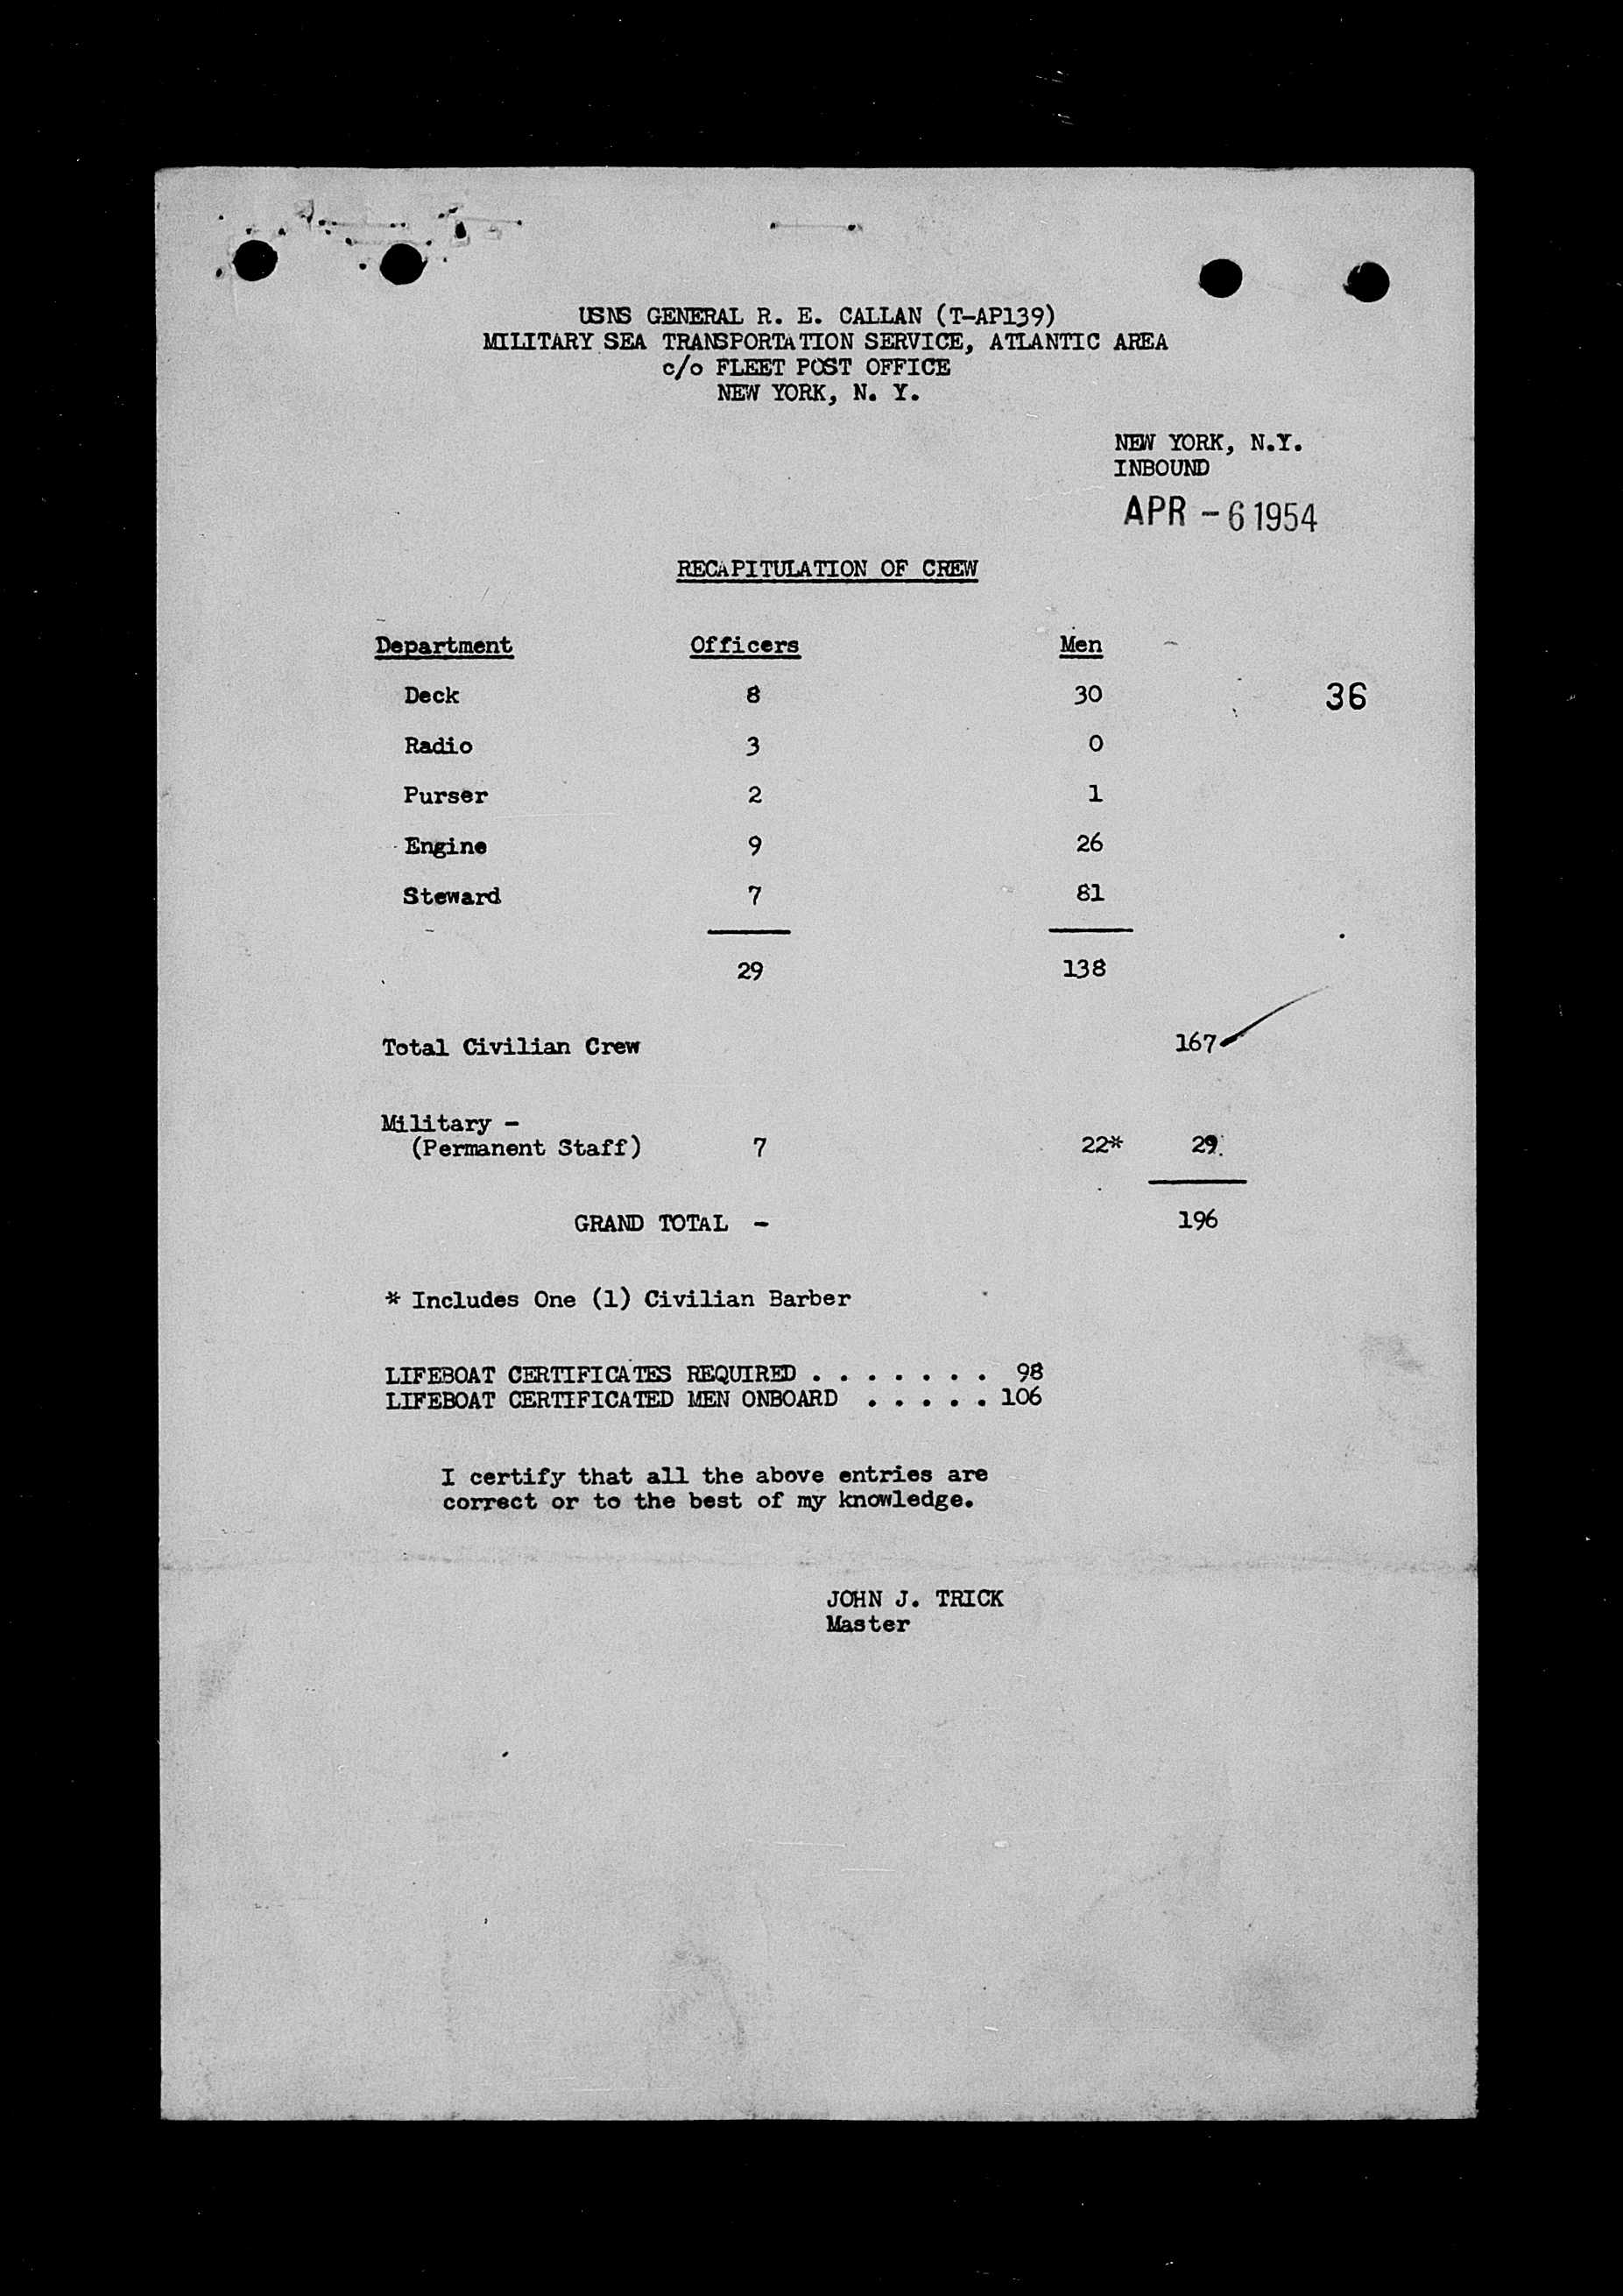 USNS GENERAL R. E. CALLAN (T-AP139)
MILITARY SEA TRANSPORTATION SERVICE, ATLANTIC AREA
c/o FLEET POST OFFICE
NEW YORK, N. Y.
NEW YORK, N.Y.
INBOUND
APR - 6 1954
RECAPITULATION OF CREW
Department Officers Men
Deck 8 30 36
Radio 3 0
Purser 2 1
Engine 9 26
Steward 7 81
29 138
Total Civilian Crew 167
Military -
(Permanent Staff) 7 22* 29
GRAND TOTAL - 196
* Includes One (1) Civilian Barber
LIFEBOAT CERTIFICATES REQUIRED . . . . . . . 98
LIFEBOAT CERTIFICATED MEN ONBOARD . . . . . 106
I certify that all the above entries are
correct or to the best of my knowledge.
JOHN J. TRICK
Master